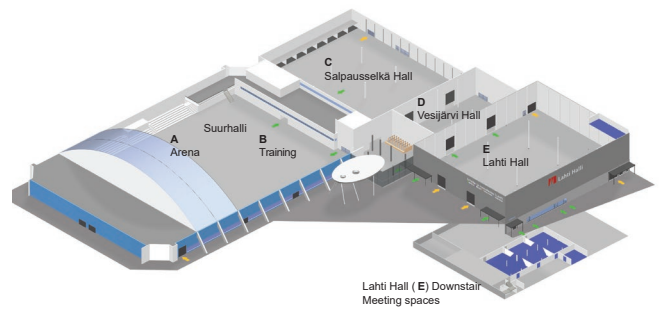 C
Salpausselkä Hall
D
Vesijärvi Hall
Suurhalli
A
Arena
B
Training
E
Lahti Hall
Lahti Halli
Lahti Hall ( E) Downstair
Meeting spaces